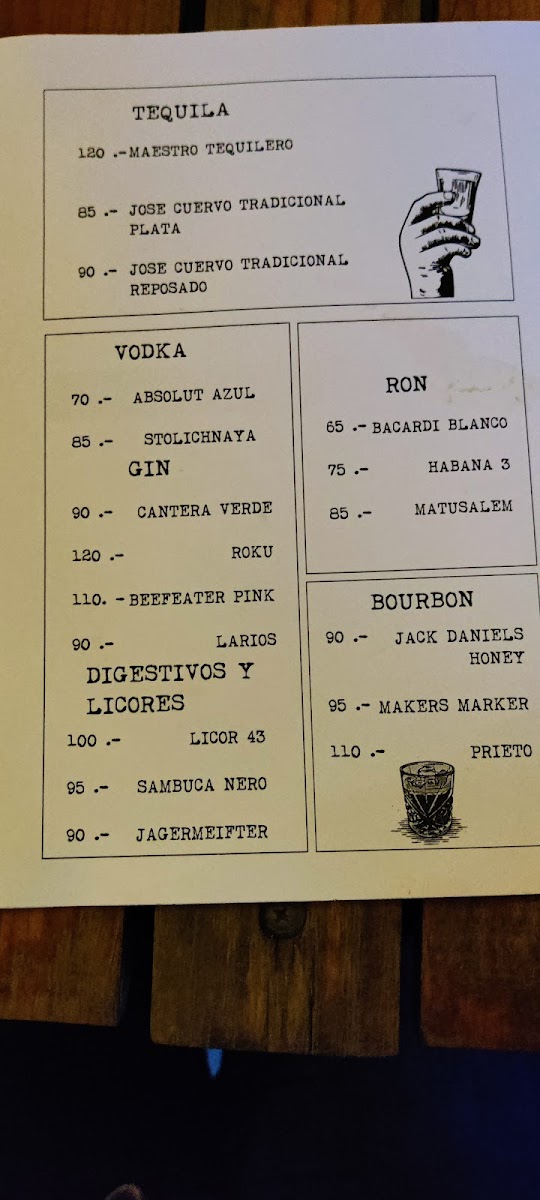 TEQUILA
120 .-MAESTRO TEQUILERO
85 .- JOSE CUERVO TRADICIONAL
PLATA
90 .- JOSE CUERVO TRADICIONAL
REPOSADO
VODKA
70 .- ABSOLUT AZUL
85 .- STOLICHNAYA
GIN
90 .- CANTERA VERDE
120 .- ROKU
110. -BEEFEATER PINK
90 .- LARIOS
DIGESTIVOS Y
LICORES
100 .- LICOR 43
95 .- SAMBUCA NERO
90 .- JAGERMEIFTER
RON
65 .-BACARDI BLANCO
75 .- HABANA 3
85 .- MATUSALEM
BOURBON
90 .- JACK DANIELS
HONEY
95 .- MAKERS MARKER
110 .- PRIETO